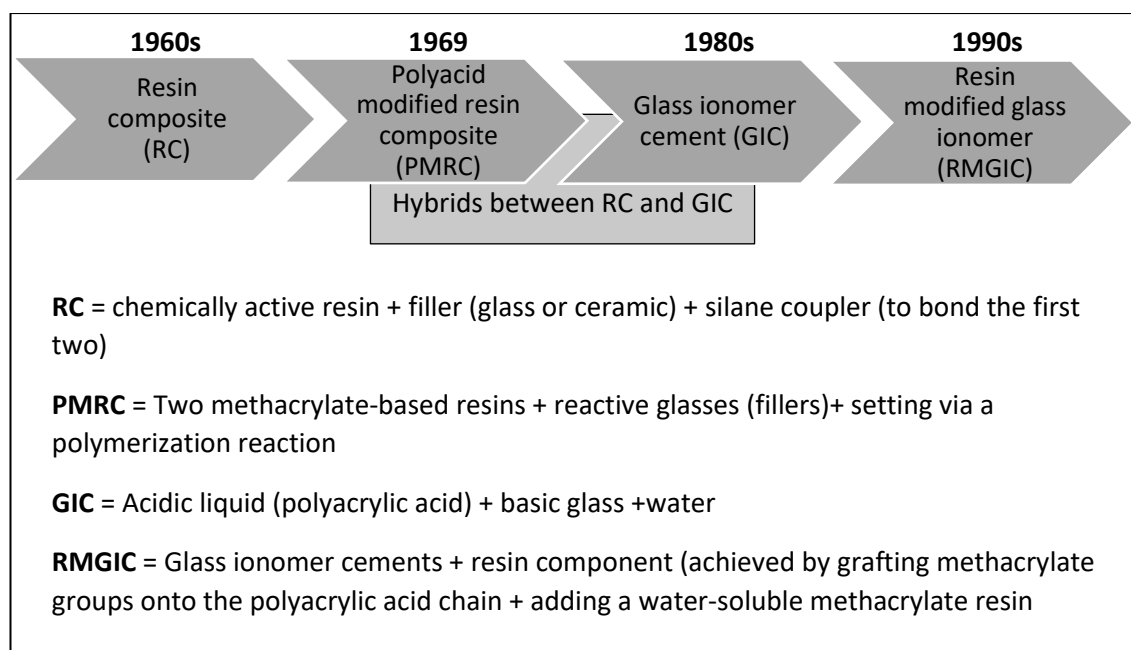 1960s 1969 1980s 1990s
Resin
composite
(RC)
Polyacid
modified resin
composite
(PMRC)
Glass ionomer
cement (GIC)
Resin
modified glass
ionomer
(RMGIC)
Hybrids between RC and GIC
RC = chemically active resin + filler (glass or ceramic) + silane coupler (to bond the first
two)
PMRC = Two methacrylate-based resins + reactive glasses (fillers)+ setting via a
polymerization reaction
GIC = Acidic liquid (polyacrylic acid) + basic glass +water
RMGIC = Glass ionomer cements + resin component (achieved by grafting methacrylate
groups onto the polyacrylic acid chain + adding a water-soluble methacrylate resin